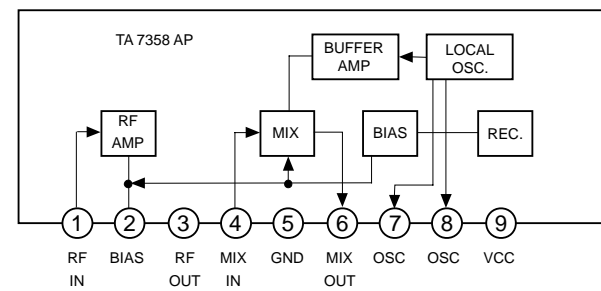 TA 7358 AP
BUFFER
AMP
LOCAL
OSC.
RF
AMP
MIX
BIAS
REC.
1 2 3 4 5 6 7 8 9
RF BIAS RF MIX GND MIX OSC OSC VCC
IN OUT IN OUT